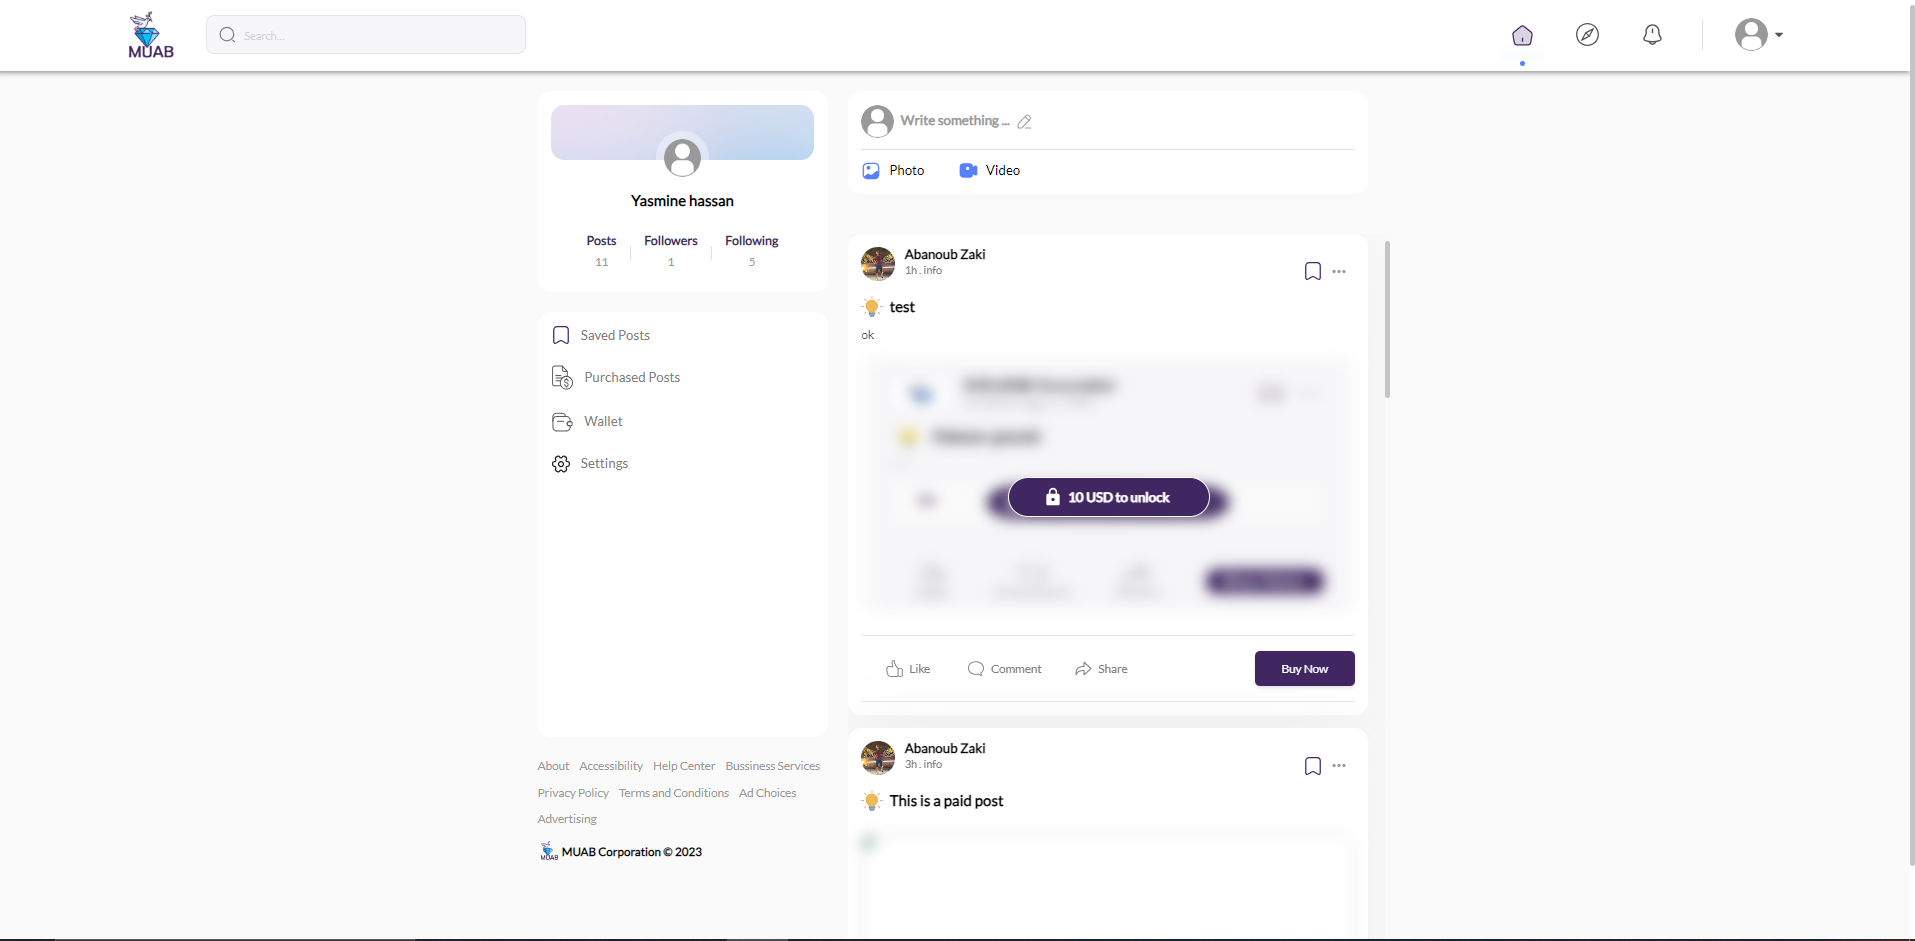 MUAB
Search...
Yasmine hassan
Posts Followers Following
11 1 5
Saved Posts
Purchased Posts
Wallet
Settings
About Accessibility Help Center Bussiness Services
Privacy Policy Terms and Conditions Ad Choices
Advertising
MUAB MUAB Corporation © 2023
Write something ...
Photo Video
Abanoub Zaki
1h . info
test
ok
10 USD to unlock
Like Comment Share Buy Now
Abanoub Zaki
3h . info
This is a paid post